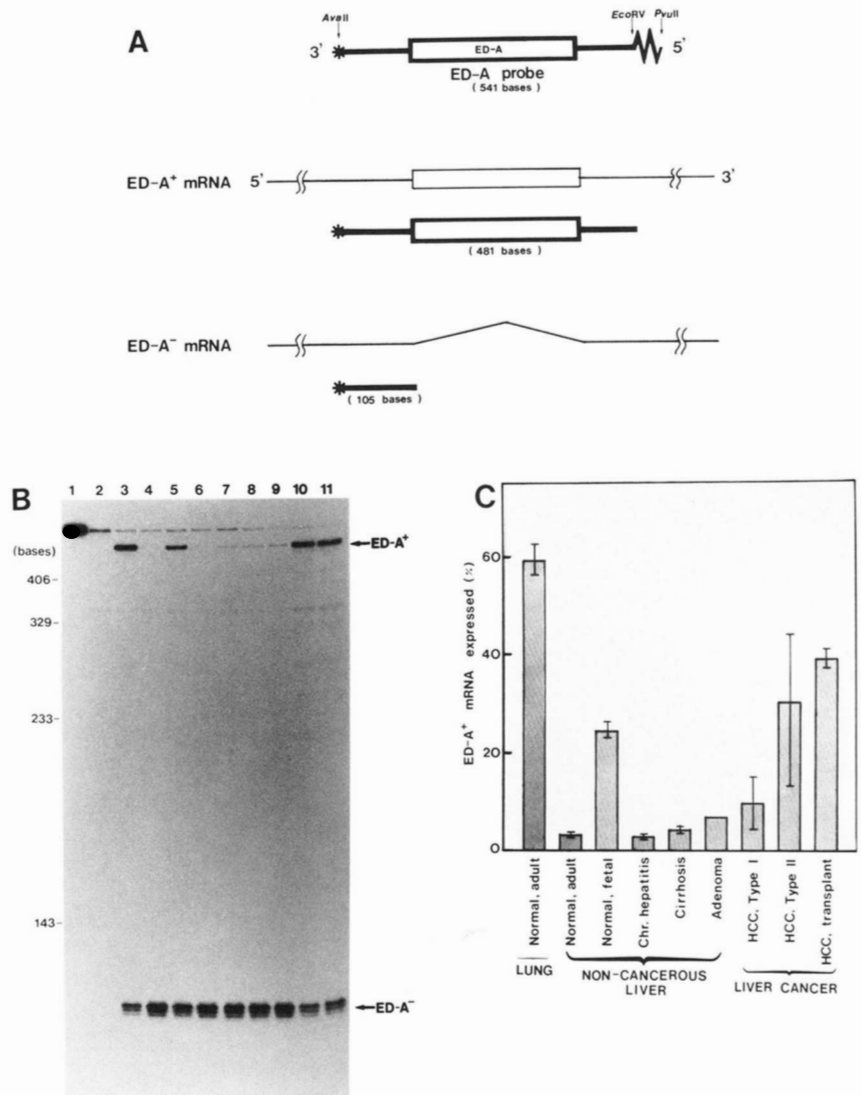 A
AvaII
EcoRV
PvuII
3'
ED-A
5'
ED-A probe
( 541 bases )
ED-A⁺ mRNA
5'
3'
( 481 bases )
ED-A⁻ mRNA
( 105 bases )
B
1 2 3 4 5 6 7 8 9 10 11
(bases)
ED-A⁺
406
329
233
143
ED-A⁻
C
ED-A⁺ mRNA expressed (%)
60
40
20
0
Normal, adult
Normal, adult
Normal, fetal
Chr. hepatitis
Cirrhosis
Adenoma
HCC, Type I
HCC, Type II
HCC, transplant
LUNG
NON-CANCEROUS
LIVER
LIVER CANCER